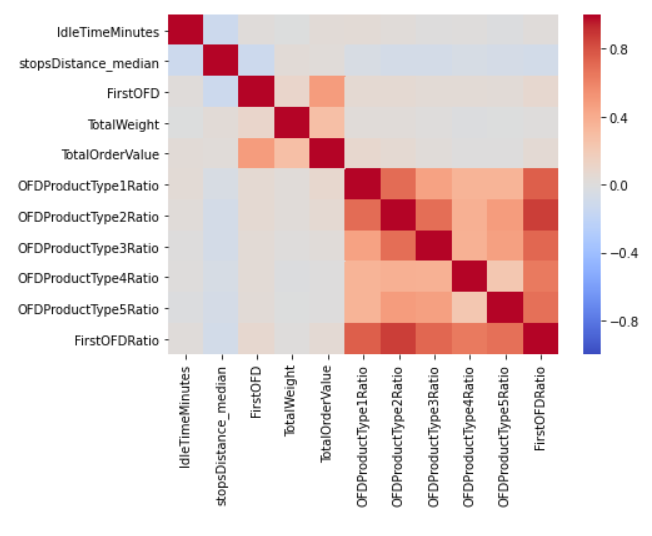 IdleTimeMinutes
stopsDistance_median
FirstOFD
TotalWeight
TotalOrderValue
OFDProductType1Ratio
OFDProductType2Ratio
OFDProductType3Ratio
OFDProductType4Ratio
OFDProductType5Ratio
FirstOFDRatio
0.8
0.4
0.0
−0.4
−0.8
IdleTimeMinutes
stopsDistance_median
FirstOFD
TotalWeight
TotalOrderValue
OFDProductType1Ratio
OFDProductType2Ratio
OFDProductType3Ratio
OFDProductType4Ratio
OFDProductType5Ratio
FirstOFDRatio